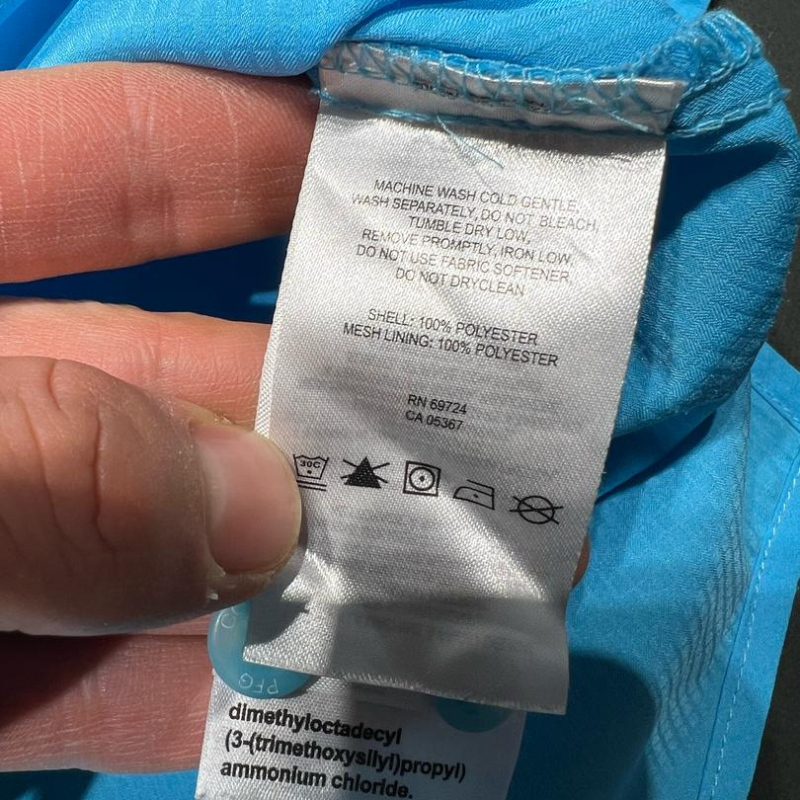 MACHINE WASH COLD GENTLE,
WASH SEPARATELY, DO NOT BLEACH,
TUMBLE DRY LOW,
REMOVE PROMPTLY, IRON LOW.
DO NOT USE FABRIC SOFTENER,
DO NOT DRYCLEAN
SHELL: 100% POLYESTER
MESH LINING: 100% POLYESTER
RN 69724
CA 05367
30C
PFG
dimethyloctadecyl
(3-(trimethoxysilyl)propyl)
ammonium chloride.